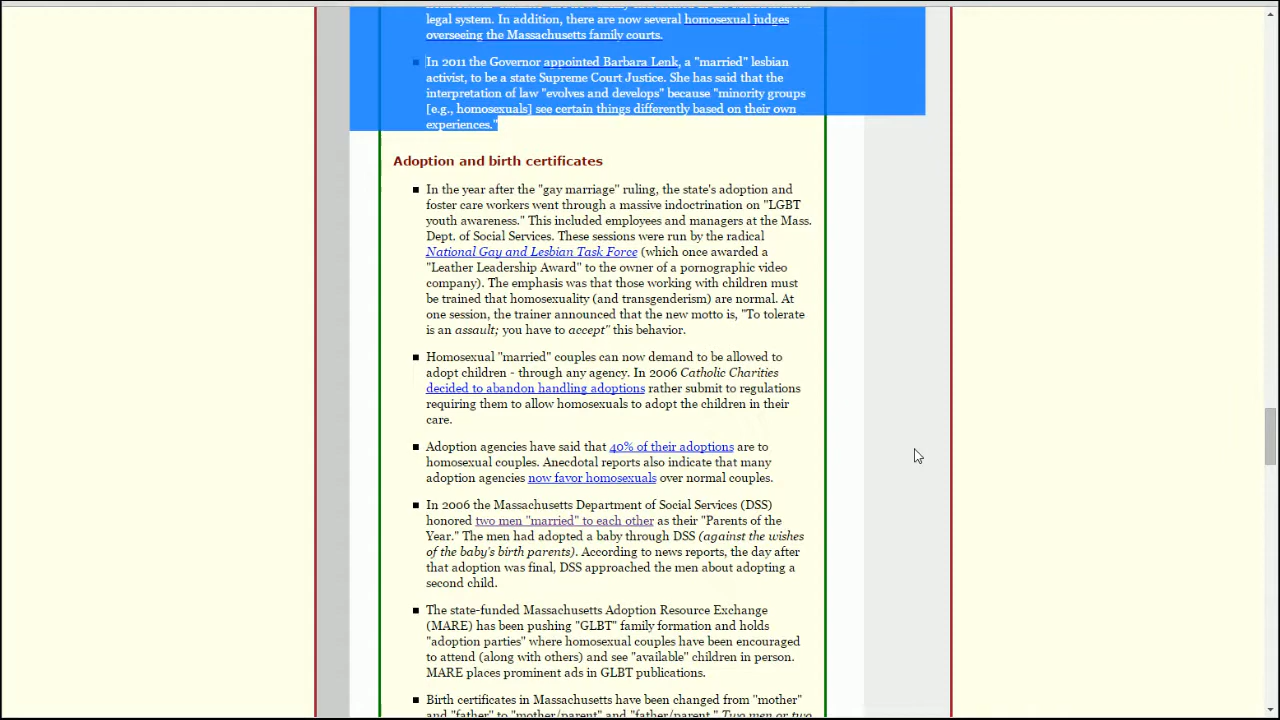 legal system. In addition, there are now several homosexual judges
overseeing the Massachusetts family courts.
In 2011 the Governor appointed Barbara Lenk, a "married" lesbian
activist, to be a state Supreme Court Justice. She has said that the
interpretation of law "evolves and develops" because "minority groups
[e.g., homosexuals] see certain things differently based on their own
experiences."
Adoption and birth certificates
In the year after the "gay marriage" ruling, the state's adoption and
foster care workers went through a massive indoctrination on "LGBT
youth awareness." This included employees and managers at the Mass.
Dept. of Social Services. These sessions were run by the radical
National Gay and Lesbian Task Force (which once awarded a
"Leather Leadership Award" to the owner of a pornographic video
company). The emphasis was that those working with children must
be trained that homosexuality (and transgenderism) are normal. At
one session, the trainer announced that the new motto is, "To tolerate
is an assault; you have to accept" this behavior.
Homosexual "married" couples can now demand to be allowed to
adopt children - through any agency. In 2006 Catholic Charities
decided to abandon handling adoptions rather submit to regulations
requiring them to allow homosexuals to adopt the children in their
care.
Adoption agencies have said that 40% of their adoptions are to
homosexual couples. Anecdotal reports also indicate that many
adoption agencies now favor homosexuals over normal couples.
In 2006 the Massachusetts Department of Social Services (DSS)
honored two men "married" to each other as their "Parents of the
Year." The men had adopted a baby through DSS (against the wishes
of the baby's birth parents). According to news reports, the day after
that adoption was final, DSS approached the men about adopting a
second child.
The state-funded Massachusetts Adoption Resource Exchange
(MARE) has been pushing "GLBT" family formation and holds
"adoption parties" where homosexual couples have been encouraged
to attend (along with others) and see "available" children in person.
MARE places prominent ads in GLBT publications.
Birth certificates in Massachusetts have been changed from "mother"
and "father" to "mother/parent" and "father/parent." Two men or two